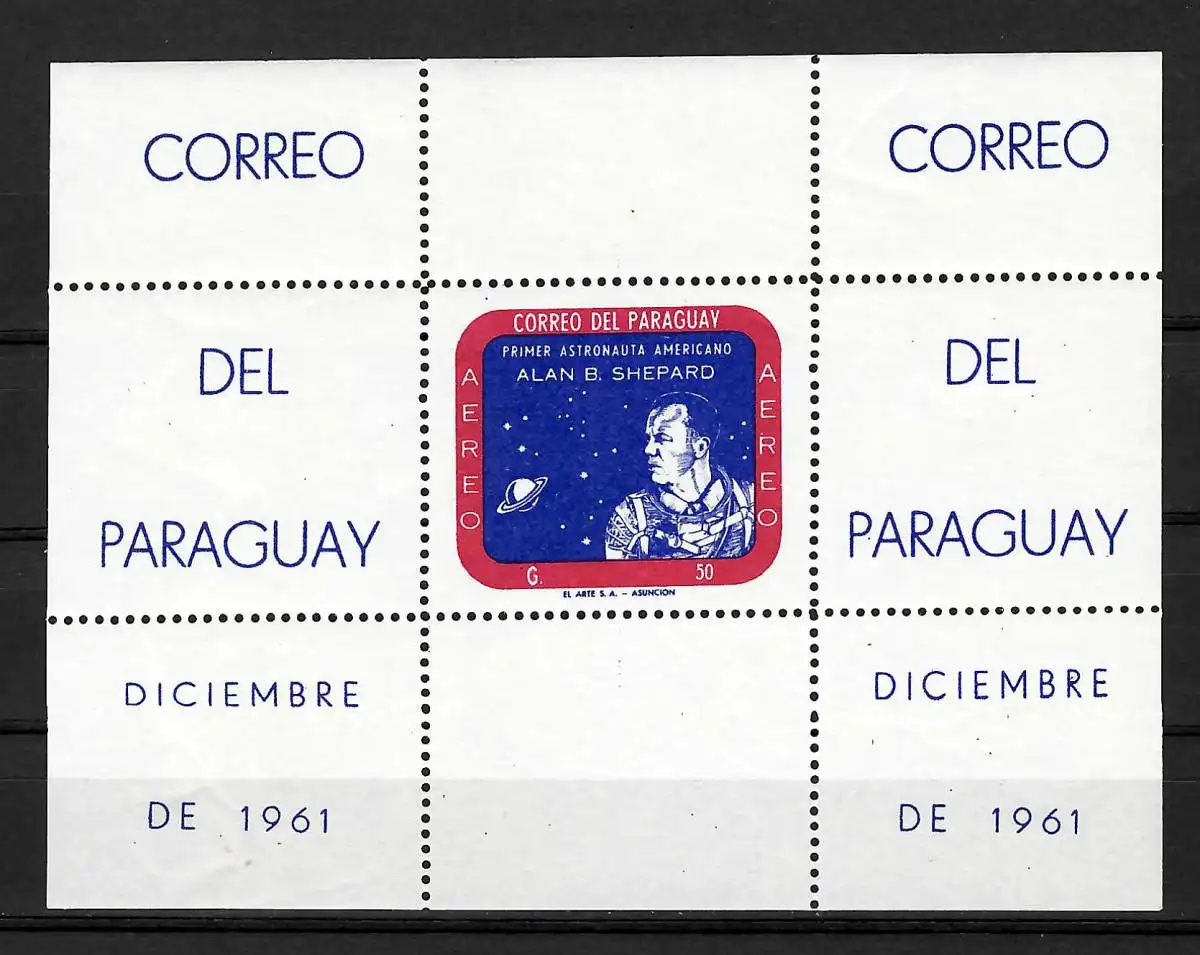 CORREO
CORREO
DEL
DEL
PARAGUAY
PARAGUAY
CORREO DEL PARAGUAY
PRIMER ASTRONAUTA AMERICANO
ALAN B. SHEPARD
AEREO
AEREO
G. 50
EL ARTE S. A. – ASUNCION
DICIEMBRE
DICIEMBRE
DE 1961
DE 1961